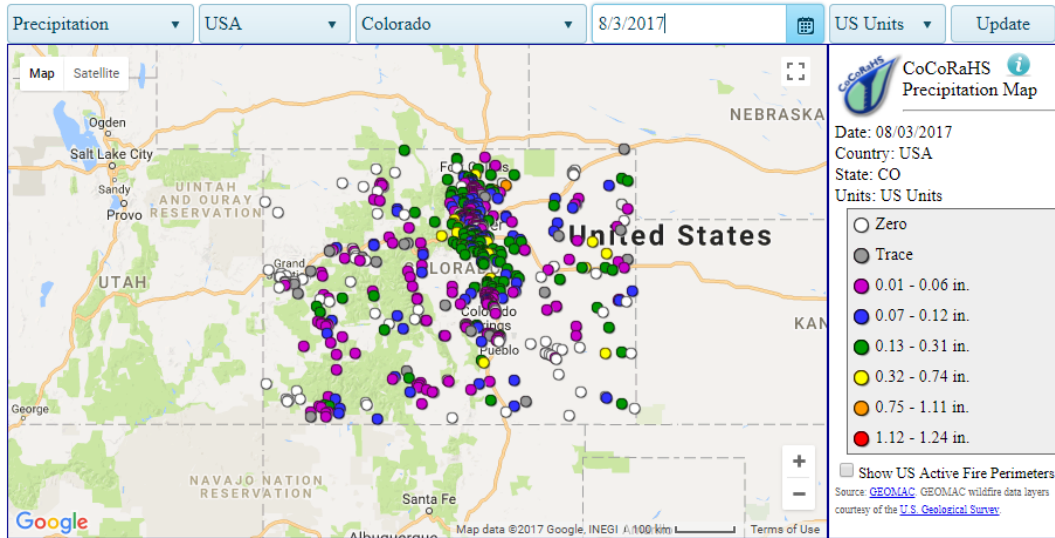 Precipitation USA Colorado 8/3/2017 US Units Update
Map Satellite
NEBRASKA
Ogden
Salt Lake City
Sandy
Provo
UINTAH
AND OURAY
RESERVATION
United States
Grand
COLORADO
UTAH
Colorado
Pueblo
KAN
George
NAVAJO NATION
RESERVATION
Santa Fe
Albuquerque
+
−
Google
Map data ©2017 Google, INEGI 100 km Terms of Use
CoCoRaHS
CoCoRaHS
Precipitation Map
Date: 08/03/2017
Country: USA
State: CO
Units: US Units
Zero
Trace
0.01 - 0.06 in.
0.07 - 0.12 in.
0.13 - 0.31 in.
0.32 - 0.74 in.
0.75 - 1.11 in.
1.12 - 1.24 in.
Show US Active Fire Perimeters
Source: GEOMAC. GEOMAC wildfire data layers
courtesy of the U.S. Geological Survey.